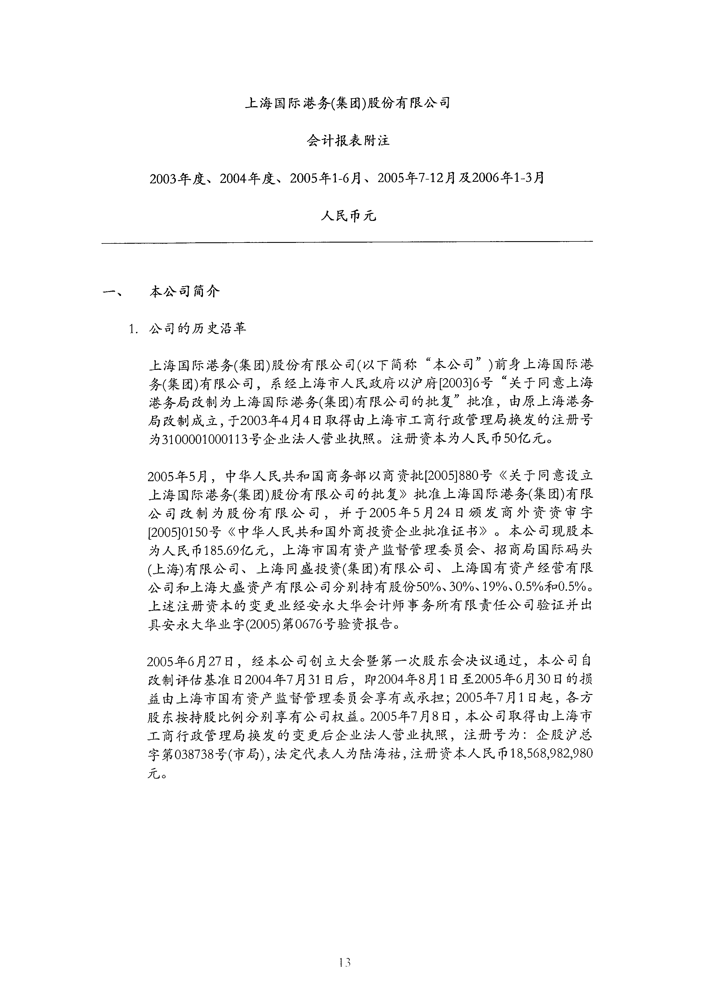 上海国际港务(集团)股份有限公司
会计报表附注
2003年度、2004年度、2005年1-6月、2005年7-12月及2006年1-3月
人民币元
一、 本公司简介
1. 公司的历史沿革
上海国际港务(集团)股份有限公司(以下简称“本公司”)前身上海国际港
务(集团)有限公司，系经上海市人民政府以沪府[2003]6号“关于同意上海
港务局改制为上海国际港务(集团)有限公司的批复”批准，由原上海港务
局改制成立,于2003年4月4日取得由上海市工商行政管理局换发的注册号
为3100001000113号企业法人营业执照。注册资本为人民币50亿元。
2005年5月，中华人民共和国商务部以商资批[2005]880号《关于同意设立
上海国际港务(集团)股份有限公司的批复》批准上海国际港务(集团)有限
公司改制为股份有限公司，并于2005年5月24日颁发商外资资审字
[2005]0150号《中华人民共和国外商投资企业批准证书》。本公司现股本
为人民币185.69亿元，上海市国有资产监督管理委员会、招商局国际码头
(上海)有限公司、上海同盛投资(集团)有限公司、上海国有资产经营有限
公司和上海大盛资产有限公司分别持有股份50%、30%、19%、0.5%和0.5%。
上述注册资本的变更业经安永大华会计师事务所有限责任公司验证并出
具安永大华业字(2005)第0676号验资报告。
2005年6月27日，经本公司创立大会暨第一次股东会决议通过，本公司自
改制评估基准日2004年7月31日后，即2004年8月1日至2005年6月30日的损
益由上海市国有资产监督管理委员会享有或承担；2005年7月1日起，各方
股东按持股比例分别享有公司权益。2005年7月8日，本公司取得由上海市
工商行政管理局换发的变更后企业法人营业执照，注册号为：企股沪总
字第038738号(市局),法定代表人为陆海祜,注册资本人民币18,568,982,980
元。
13